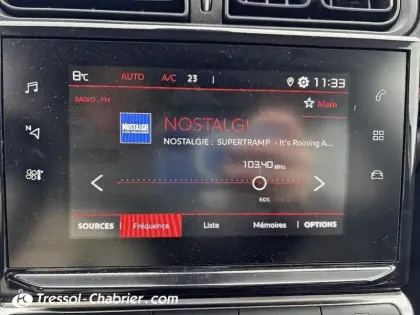 8°C AUTO A/C 23 11:33
RADIO - FM
Main
NOSTALGIE
NOSTALGI
NOSTALGIE : SUPERTRAMP - It's Raining A...
103.40 MHz
RDS
N
SOURCES Fréquence Liste Mémoires OPTIONS
Tressol-Chabrier.com